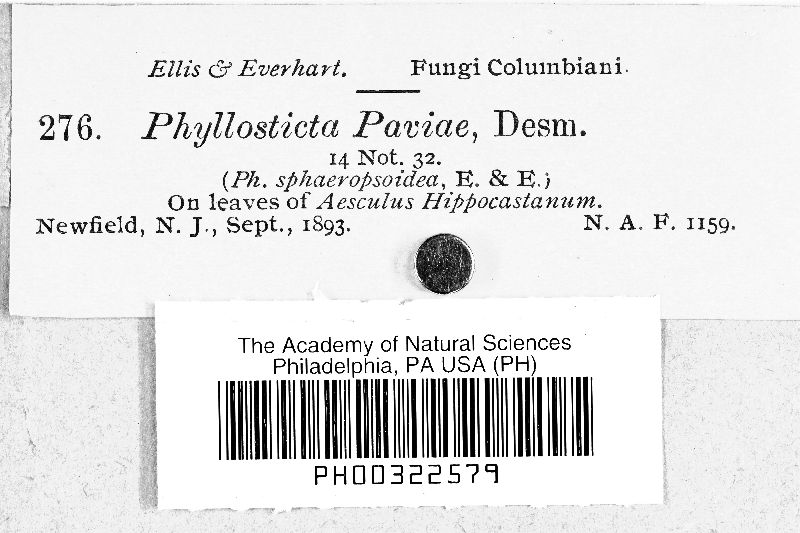 Ellis & Everhart. Fungi Columbiani.
276. Phyllosticta Paviae, Desm.
14 Not. 32.
(Ph. sphaeropsoidea, E. & E.)
On leaves of Aesculus Hippocastanum.
Newfield, N. J., Sept., 1893. N. A. F. 1159.
The Academy of Natural Sciences
Philadelphia, PA USA (PH)
PH00322579